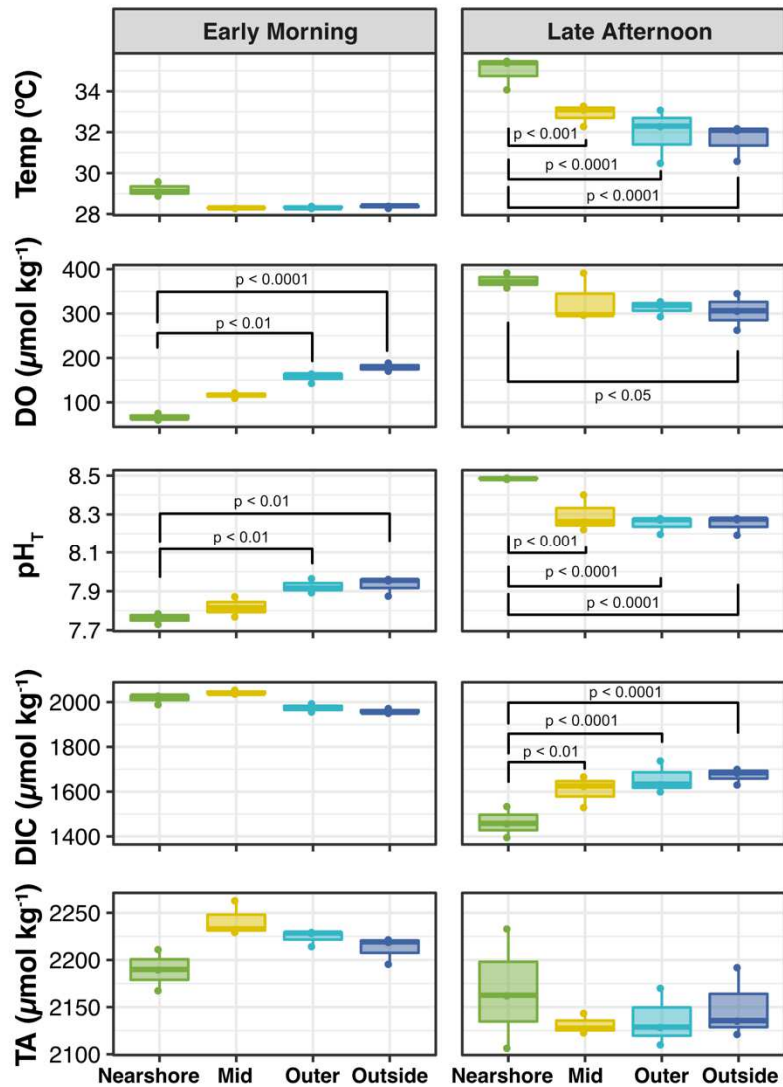 Early Morning
Late Afternoon
Temp (°C)
34
32
30
28
p < 0.001
p < 0.0001
p < 0.0001
DO (µmol kg⁻¹)
400
300
200
100
p < 0.0001
p < 0.01
p < 0.05
pH_T
8.5
8.3
8.1
7.9
7.7
p < 0.01
p < 0.01
p < 0.001
p < 0.0001
p < 0.0001
DIC (µmol kg⁻¹)
2000
1800
1600
1400
p < 0.0001
p < 0.0001
p < 0.01
TA (µmol kg⁻¹)
2250
2200
2150
2100
Nearshore Mid Outer Outside
Nearshore Mid Outer Outside